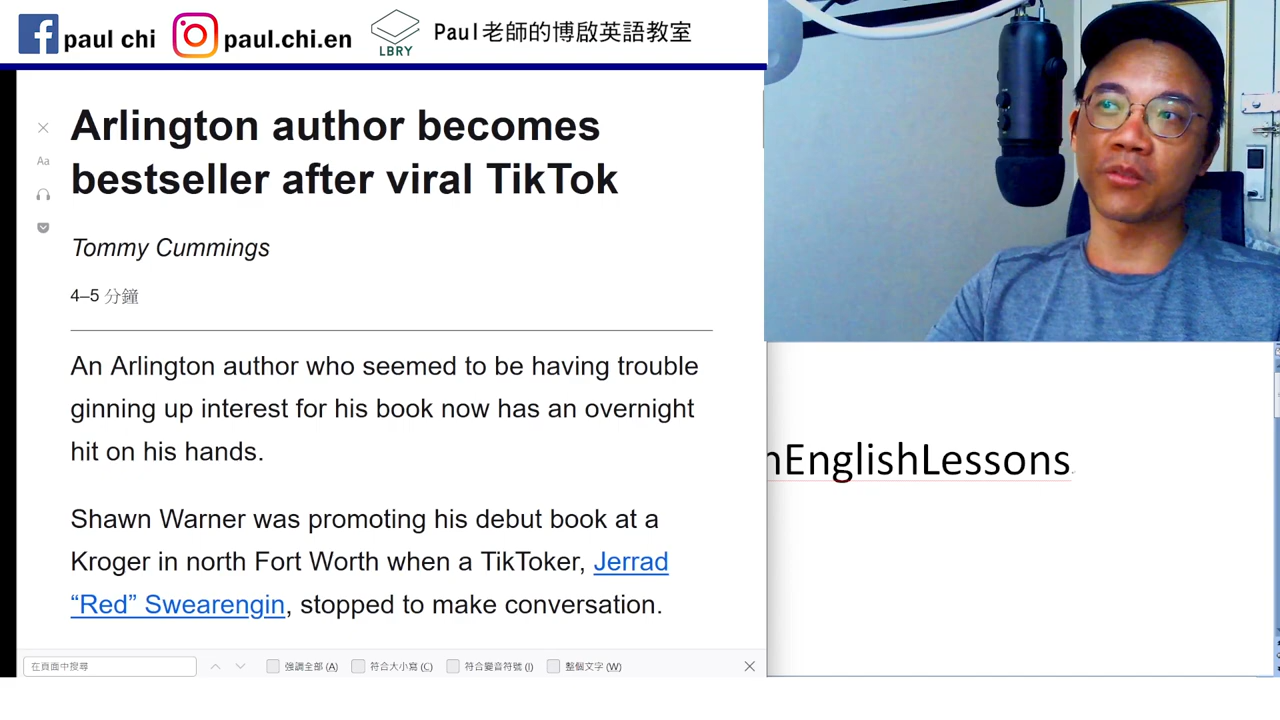 paul chi
paul.chi.en
LBRY
Paul老師的博啟英語教室
Arlington author becomes
bestseller after viral TikTok
Aa
Tommy Cummings
4–5 分鐘
An Arlington author who seemed to be having trouble
ginning up interest for his book now has an overnight
hit on his hands.
Shawn Warner was promoting his debut book at a
Kroger in north Fort Worth when a TikToker, Jerrad
“Red” Swearengin, stopped to make conversation.
nEnglishLessons
在頁面中搜尋
強調全部 (A)
符合大小寫 (C)
符合變音符號 (I)
整個文字 (W)